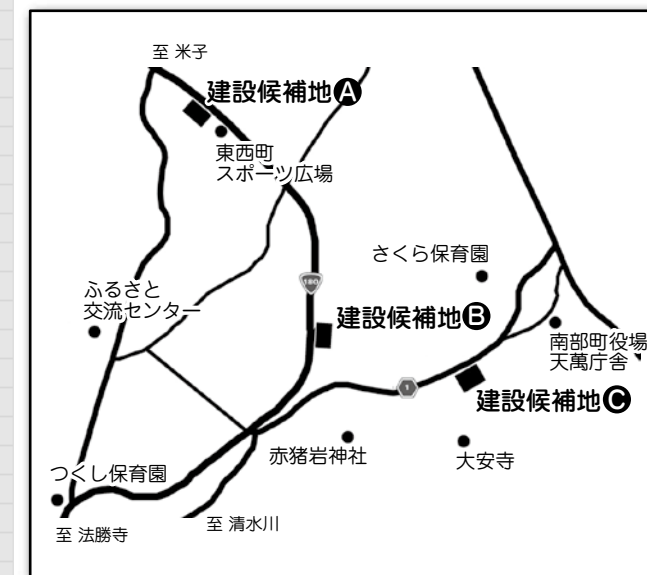 至 米子
建設候補地A
東西町
スポーツ広場
さくら保育園
ふるさと
交流センター
180
建設候補地B
南部町役場
天萬庁舎
1
建設候補地C
赤猪岩神社
大安寺
つくし保育園
至 清水川
至 法勝寺